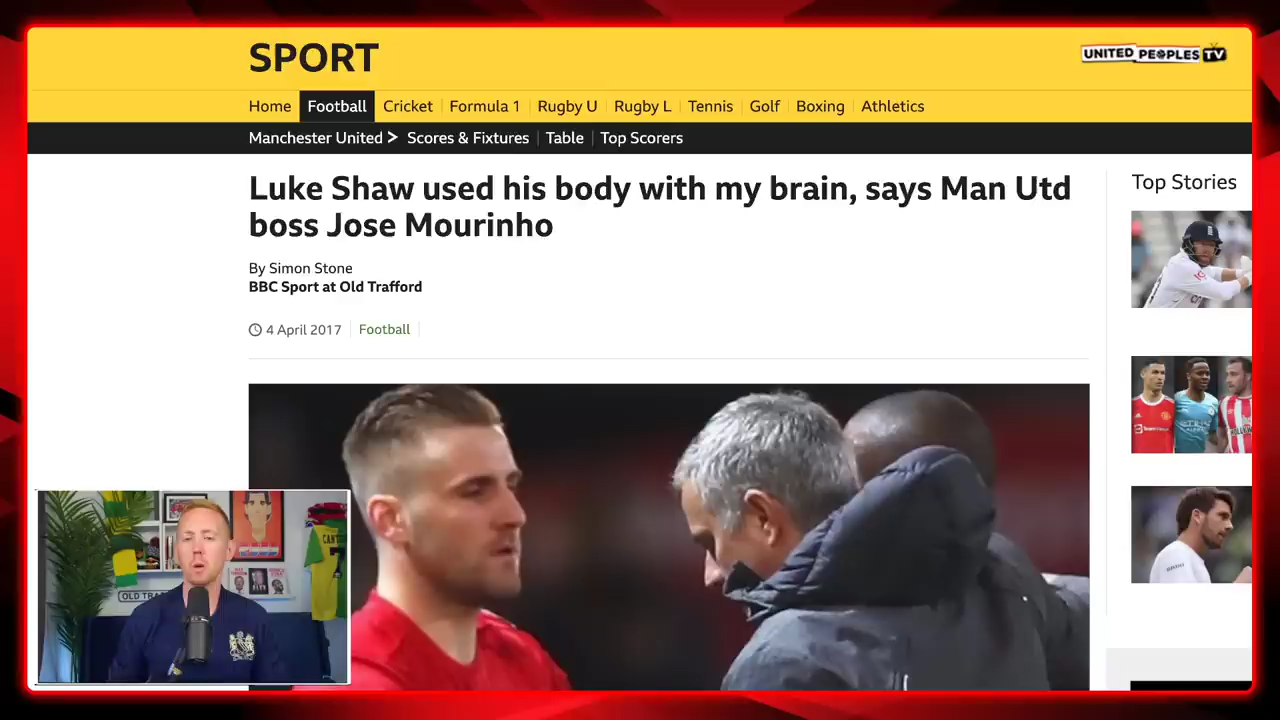 SPORT
UNITED PEOPLES TV
Home Football Cricket Formula 1 Rugby U Rugby L Tennis Golf Boxing Athletics
Manchester United > Scores & Fixtures Table Top Scorers
Luke Shaw used his body with my brain, says Man Utd
boss Jose Mourinho
Top Stories
By Simon Stone
BBC Sport at Old Trafford
4 April 2017 Football
OLD TRA